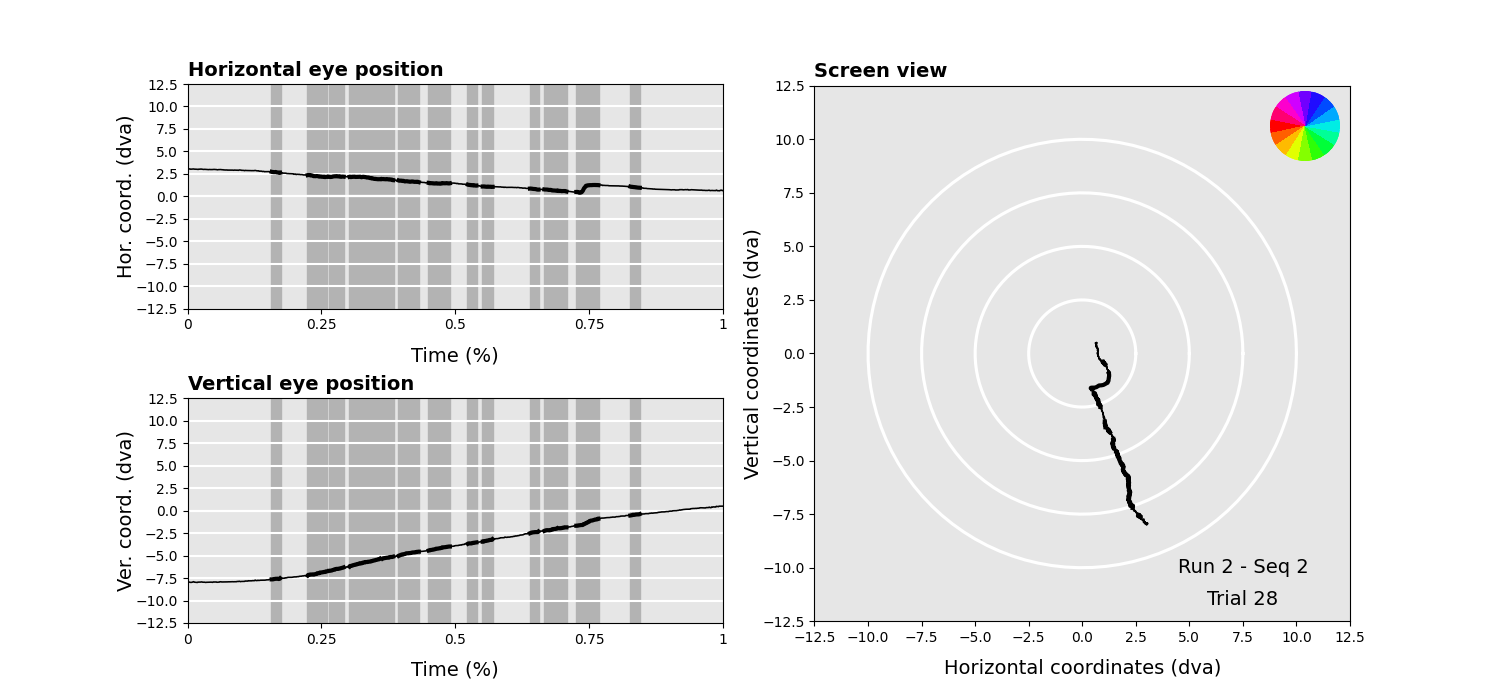 Horizontal eye position
12.5
10.0
7.5
5.0
2.5
0.0
−2.5
−5.0
−7.5
−10.0
−12.5
Hor. coord. (dva)
0 0.25 0.5 0.75 1
Time (%)
Vertical eye position
12.5
10.0
7.5
5.0
2.5
0.0
−2.5
−5.0
−7.5
−10.0
−12.5
Ver. coord. (dva)
0 0.25 0.5 0.75 1
Time (%)
Screen view
12.5
10.0
7.5
5.0
2.5
0.0
−2.5
−5.0
−7.5
−10.0
−12.5
Vertical coordinates (dva)
Run 2 - Seq 2
Trial 28
−12.5 −10.0 −7.5 −5.0 −2.5 0.0 2.5 5.0 7.5 10.0 12.5
Horizontal coordinates (dva)